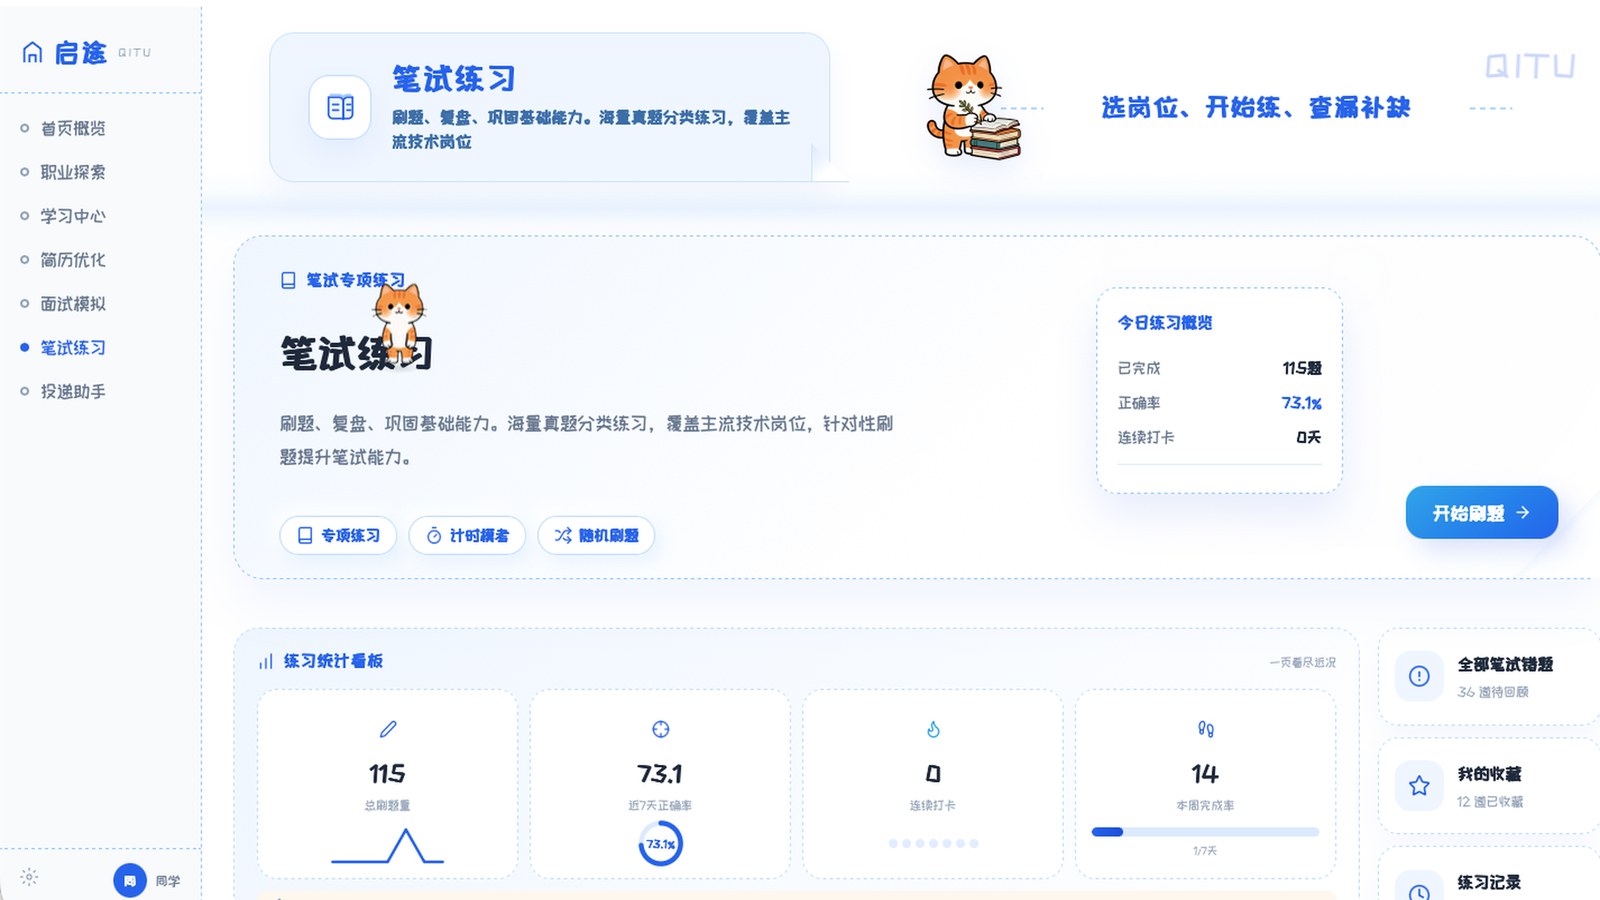 启途 QITU
首页概览
职业探索
学习中心
简历优化
面试模拟
笔试练习
投递助手
同 同学
笔试练习
刷题、复盘、巩固基础能力。海量真题分类练习，覆盖主
流技术岗位
选岗位、开始练、查漏补缺
QITU
笔试专项练习
笔试练习
刷题、复盘、巩固基础能力。海量真题分类练习，覆盖主流技术岗位，针对性刷
题提升笔试能力。
专项练习 计时模考 随机刷题
今日练习概览
已完成 115题
正确率 73.1%
连续打卡 0天
开始刷题
练习统计看板 一页看尽近况
115
总刷题量
73.1
近7天正确率
73.1%
0
连续打卡
14
本周完成率
1/7天
全部笔试错题
36 道待回顾
我的收藏
12 道已收藏
练习记录